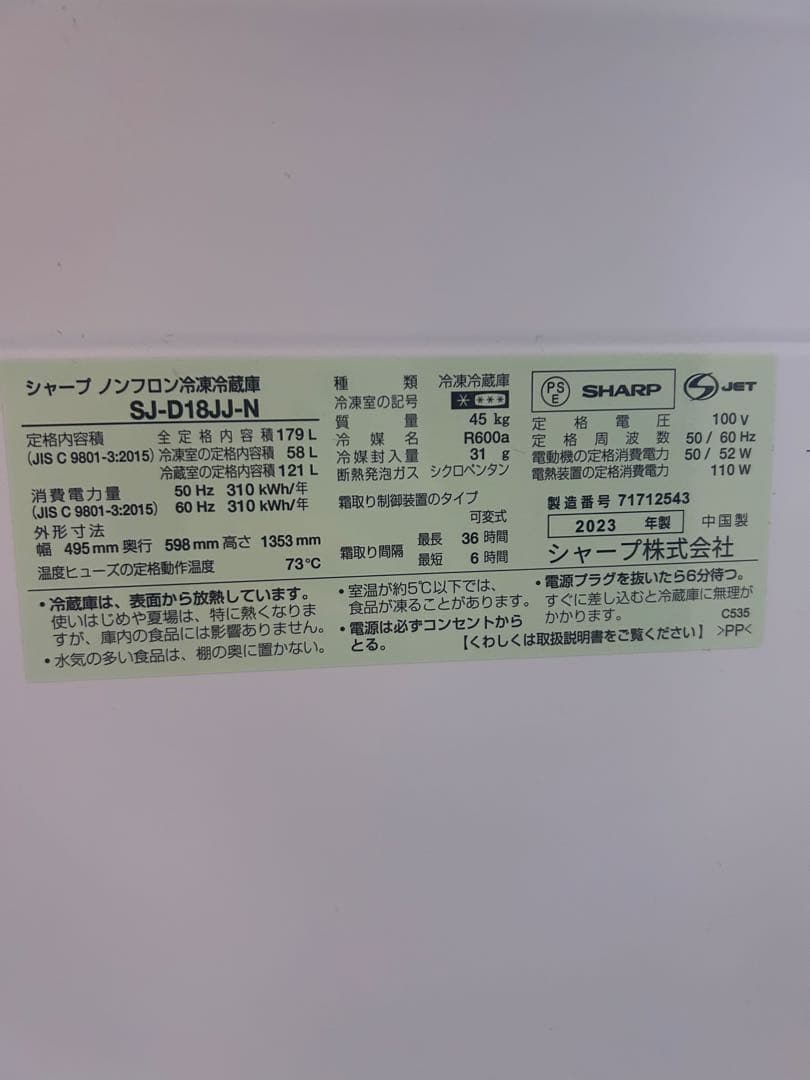 シャープ ノンフロン冷凍冷蔵庫
SJ-D18JJ-N
定格内容積 全定格内容積 179 L
(JIS C 9801-3:2015) 冷凍室の定格内容積 58 L
冷蔵室の定格内容積 121 L
消費電力量 50 Hz 310 kWh/年
(JIS C 9801-3:2015) 60 Hz 310 kWh/年
外形寸法
幅 495 mm 奥行 598 mm 高さ 1353 mm
温度ヒューズの定格動作温度 73℃
種類 冷凍冷蔵庫
冷凍室の記号 * ***
質量 45 kg
冷媒名 R600a
冷媒封入量 31 g
断熱発泡ガス シクロペンタン
霜取り制御装置のタイプ
可変式
霜取り間隔 最長 36 時間
最短 6 時間
PS E SHARP S JET
定格電圧 100 V
定格周波数 50 / 60 Hz
電動機の定格消費電力 50 / 52 W
電熱装置の定格消費電力 110 W
製造番号 71712543
2023 年製 中国製
シャープ株式会社
・冷蔵庫は、表面から放熱しています。
使いはじめや夏場は、特に熱くなりま
すが、庫内の食品には影響ありません。
・水気の多い食品は、棚の奥に置かない。
・室温が約5℃以下では、
食品が凍ることがあります。
・電源は必ずコンセントから
とる。
・電源プラグを抜いたら6分待つ。
すぐに差し込むと冷蔵庫に無理が
かかります。 C535
【くわしくは取扱説明書をご覧ください】 >PP<